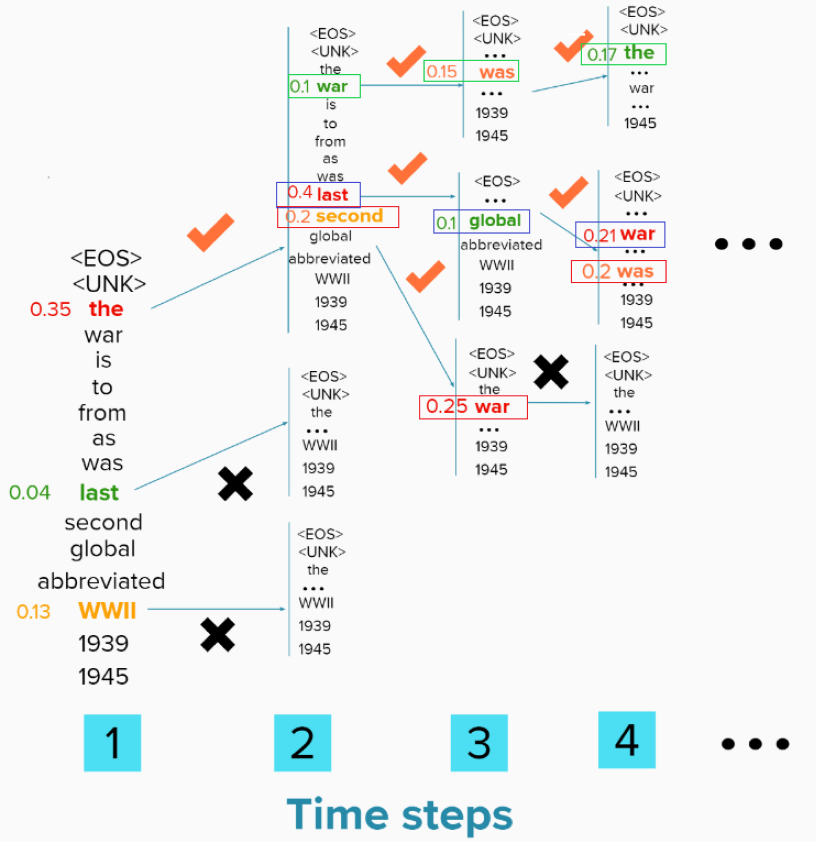 <EOS>
<UNK>
0.35 the
war
is
to
from
as
was
0.04 last
second
global
abbreviated
0.13 WWII
1939
1945
<EOS>
<UNK>
the
0.1 war
is
to
from
as
was
0.4 last
0.2 second
global
abbreviated
WWII
1939
1945
<EOS>
<UNK>
the
•••
WWII
1939
1945
<EOS>
<UNK>
the
•••
WWII
1939
1945
<EOS>
<UNK>
•••
0.15 was
•••
1939
1945
<EOS>
•••
0.1 global
abbreviated
WWII
1939
1945
<EOS>
<UNK>
the
0.25 war
•••
1939
1945
<EOS>
<UNK>
0.17 the
•••
war
•••
1945
<EOS>
<UNK>
•••
0.21 war
•••
0.2 was
•••
1939
1945
<EOS>
<UNK>
the
•••
WWII
1939
1945
•••
1 2 3 4 •••
Time steps